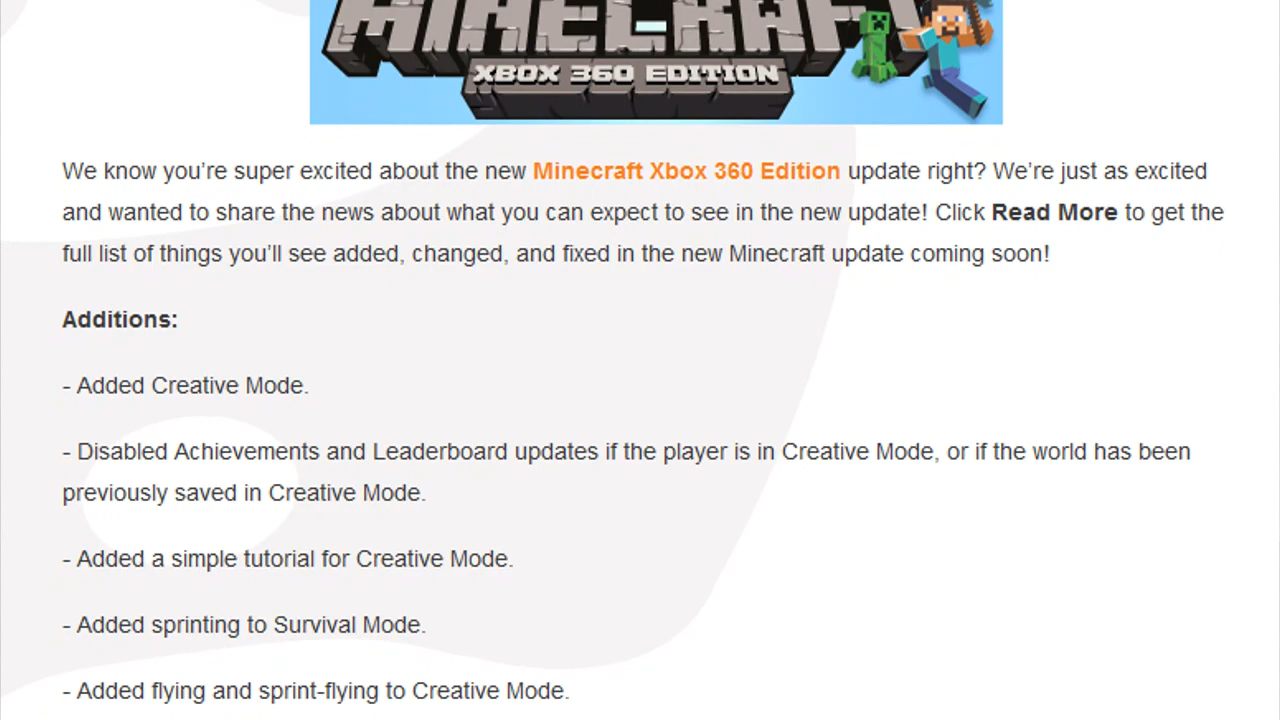 MINECRAFT
XBOX 360 EDITION
We know you’re super excited about the new Minecraft Xbox 360 Edition update right? We’re just as excited
and wanted to share the news about what you can expect to see in the new update! Click Read More to get the
full list of things you’ll see added, changed, and fixed in the new Minecraft update coming soon!
Additions:
- Added Creative Mode.
- Disabled Achievements and Leaderboard updates if the player is in Creative Mode, or if the world has been
previously saved in Creative Mode.
- Added a simple tutorial for Creative Mode.
- Added sprinting to Survival Mode.
- Added flying and sprint-flying to Creative Mode.